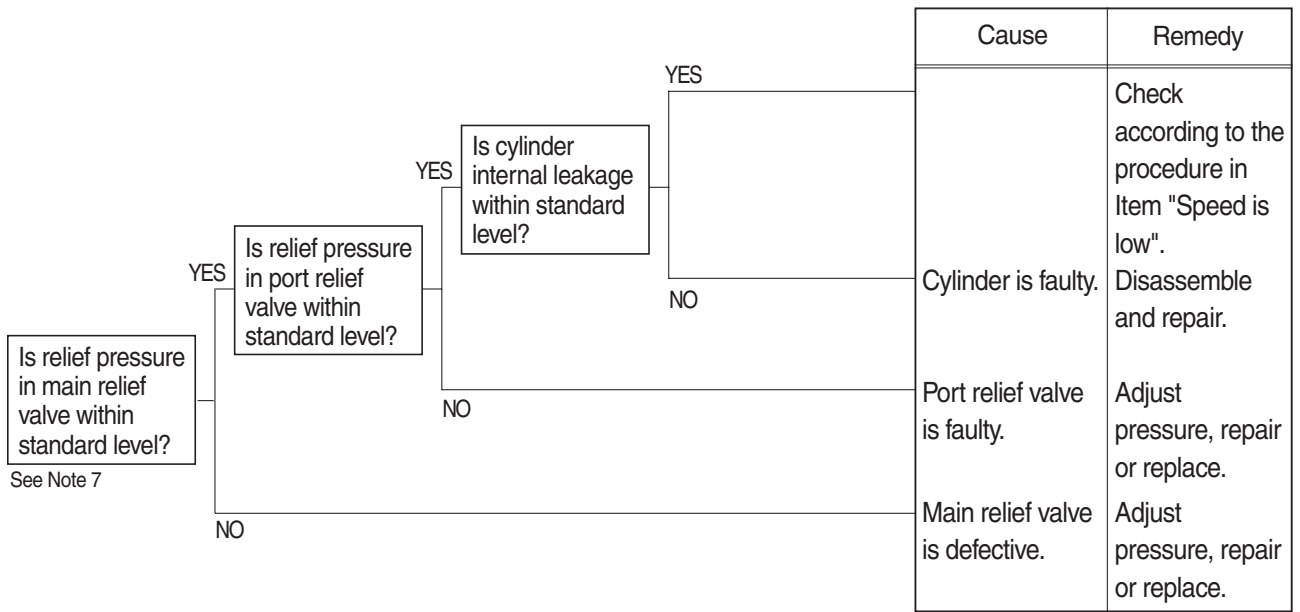 Cause
Remedy
YES
Check
according to the
procedure in
Item "Speed is
low".
Is cylinder
internal leakage
within standard
level?
YES
Is relief pressure
in port relief
valve within
standard level?
YES
NO
Cylinder is faulty.
Disassemble
and repair.
Is relief pressure
in main relief
valve within
standard level?
See Note 7
NO
Port relief valve
is faulty.
Adjust
pressure, repair
or replace.
NO
Main relief valve
is defective.
Adjust
pressure, repair
or replace.